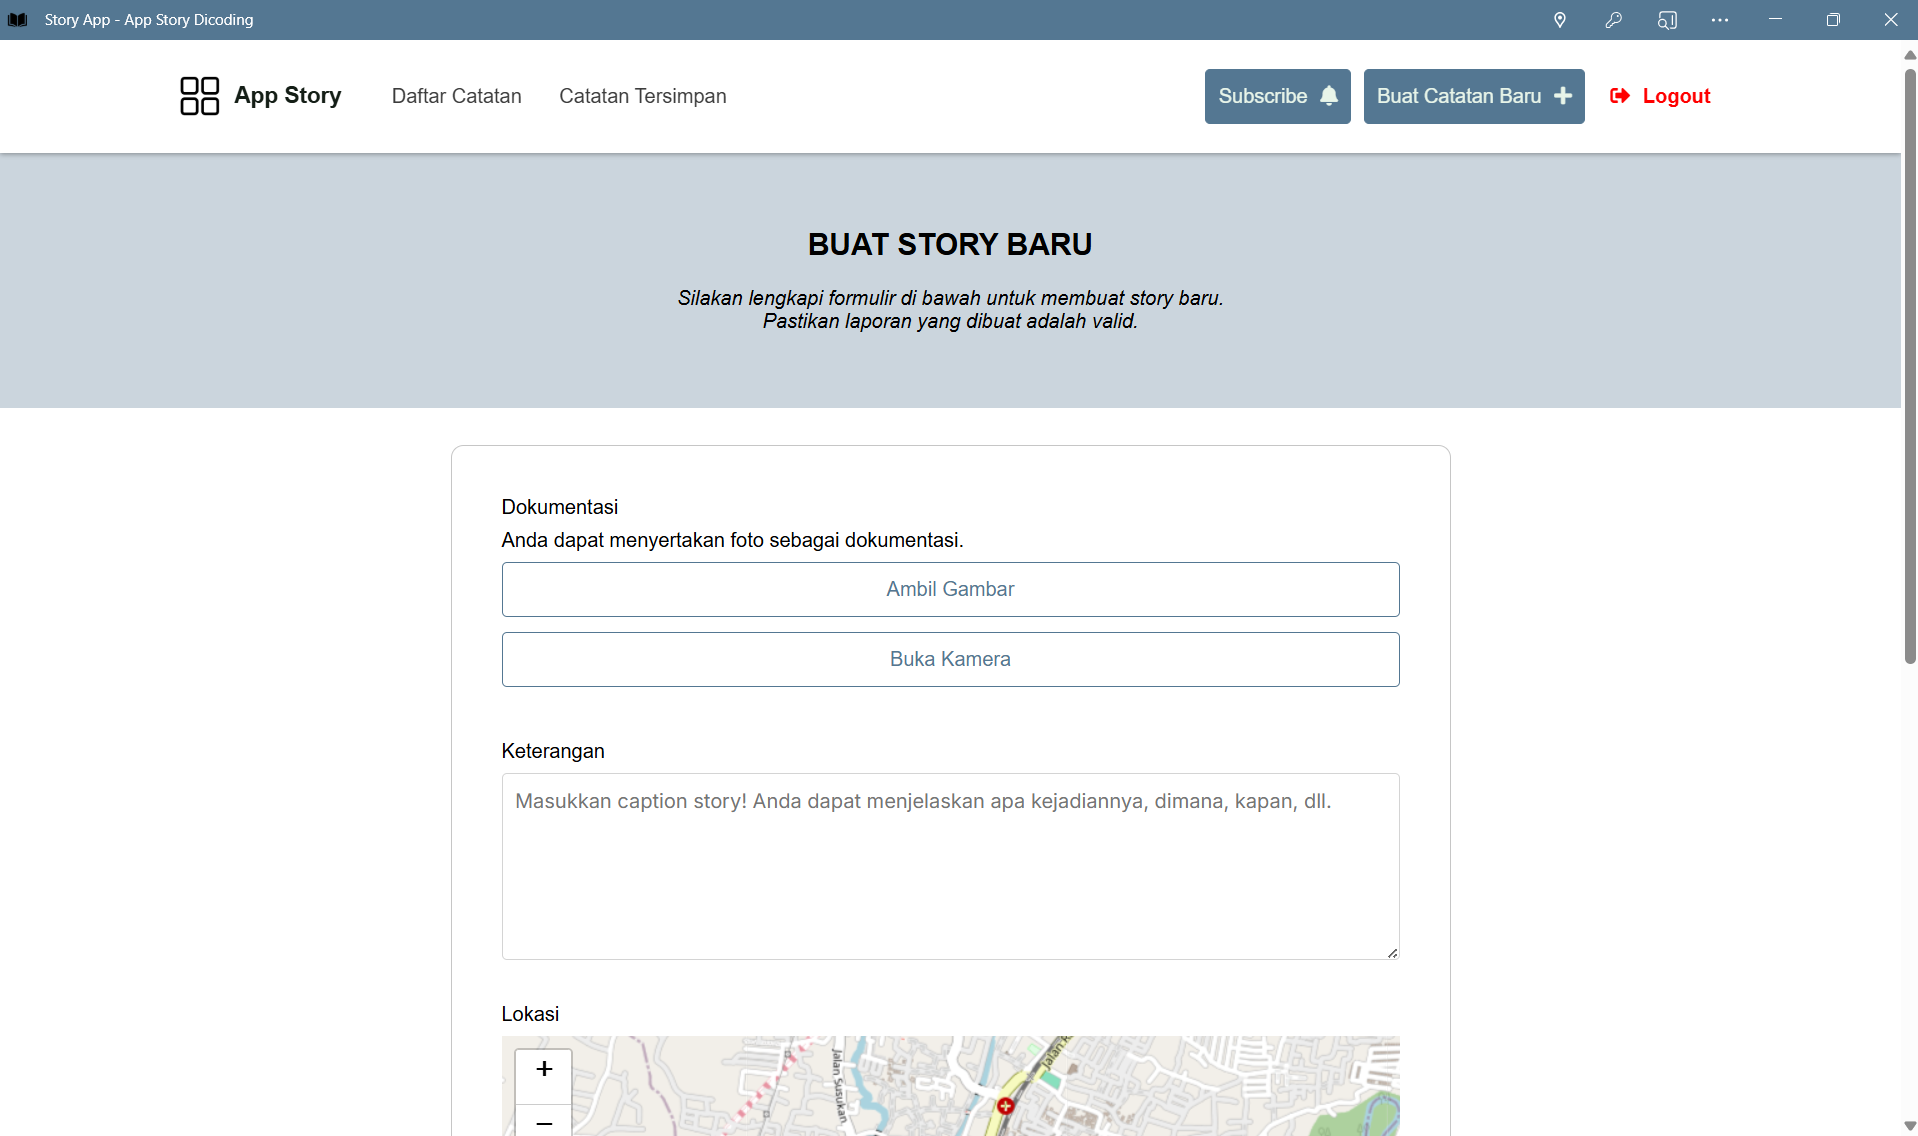 Story App - App Story Dicoding
App Story
Daftar Catatan
Catatan Tersimpan
Subscribe
Buat Catatan Baru
Logout
BUAT STORY BARU
Silakan lengkapi formulir di bawah untuk membuat story baru.
Pastikan laporan yang dibuat adalah valid.
Dokumentasi
Anda dapat menyertakan foto sebagai dokumentasi.
Ambil Gambar
Buka Kamera
Keterangan
Masukkan caption story! Anda dapat menjelaskan apa kejadiannya, dimana, kapan, dll.
Lokasi
+
−
Jalan Susukan
Jalan